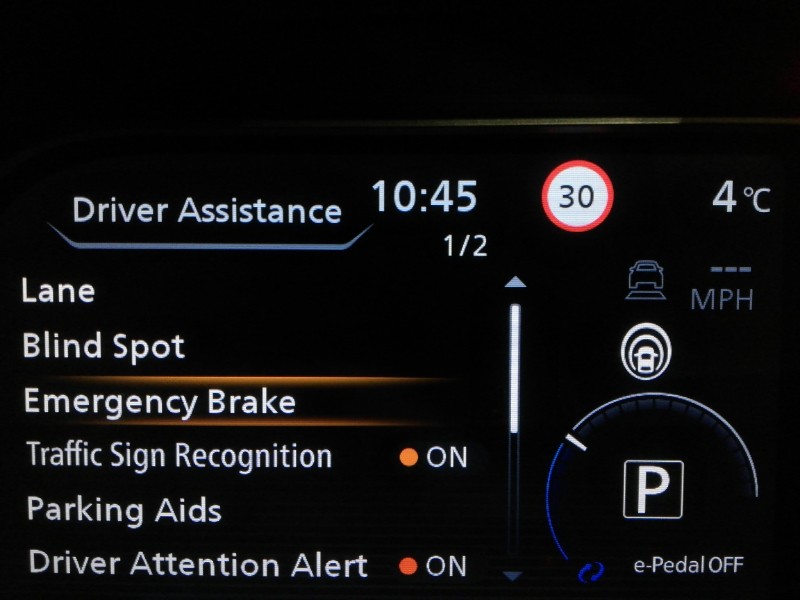 Driver Assistance
10:45
30
4°C
1/2
Lane
Blind Spot
Emergency Brake
Traffic Sign Recognition ON
Parking Aids
Driver Attention Alert ON
---
MPH
P
e-Pedal OFF